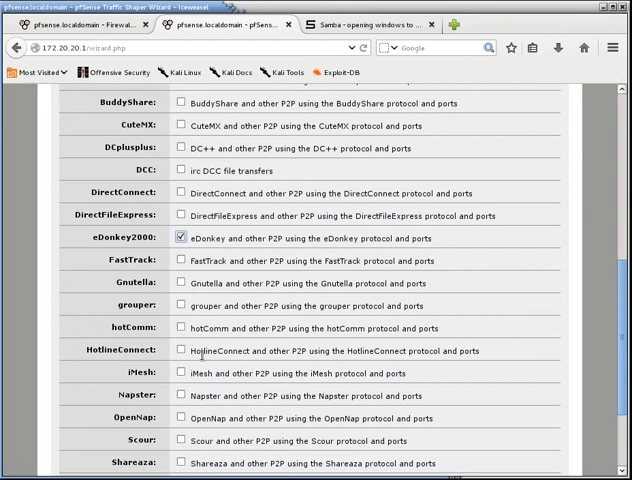 pfsense.localdomain - pfSense Traffic Shaper Wizard - Iceweasel
pfsense.localdomain - Firewal...
pfsense.localdomain - pfSens...
Samba - opening windows to ...
172.20.20.1/wizard.php
Google
Most Visited
Offensive Security
Kali Linux
Kali Docs
Kali Tools
Exploit-DB
BuddyShare: BuddyShare and other P2P using the BuddyShare protocol and ports
CuteMX: CuteMX and other P2P using the CuteMX protocol and ports
DCplusplus: DC++ and other P2P using the DC++ protocol and ports
DCC: irc DCC file transfers
DirectConnect: DirectConnect and other P2P using the DirectConnect protocol and ports
DirectFileExpress: DirectFileExpress and other P2P using the DirectFileExpress protocol and ports
eDonkey2000: eDonkey and other P2P using the eDonkey protocol and ports
FastTrack: FastTrack and other P2P using the FastTrack protocol and ports
Gnutella: Gnutella and other P2P using the Gnutella protocol and ports
grouper: grouper and other P2P using the grouper protocol and ports
hotComm: hotComm and other P2P using the hotComm protocol and ports
HotlineConnect: HotlineConnect and other P2P using the HotlineConnect protocol and ports
iMesh: iMesh and other P2P using the iMesh protocol and ports
Napster: Napster and other P2P using the Napster protocol and ports
OpenNap: OpenNap and other P2P using the OpenNap protocol and ports
Scour: Scour and other P2P using the Scour protocol and ports
Shareaza: Shareaza and other P2P using the Shareaza protocol and ports